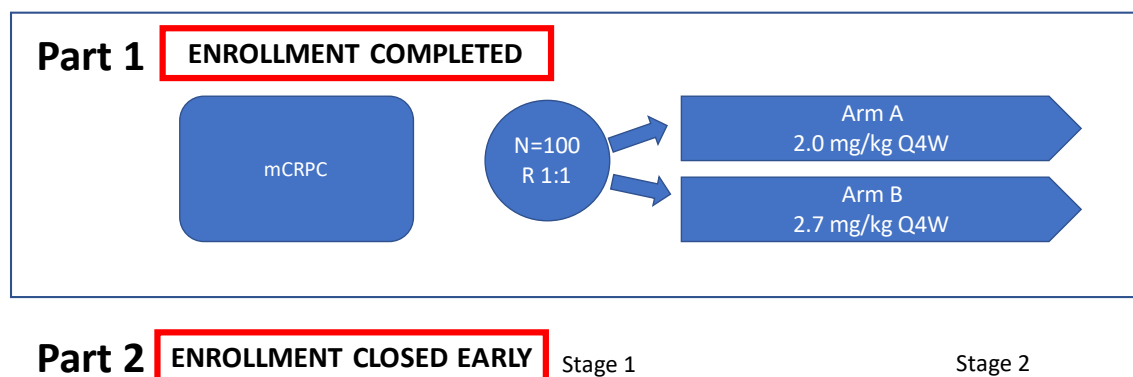 Part 1 ENROLLMENT COMPLETED
mCRPC
N=100
R 1:1
Arm A
2.0 mg/kg Q4W
Arm B
2.7 mg/kg Q4W
Part 2 ENROLLMENT CLOSED EARLY Stage 1 Stage 2